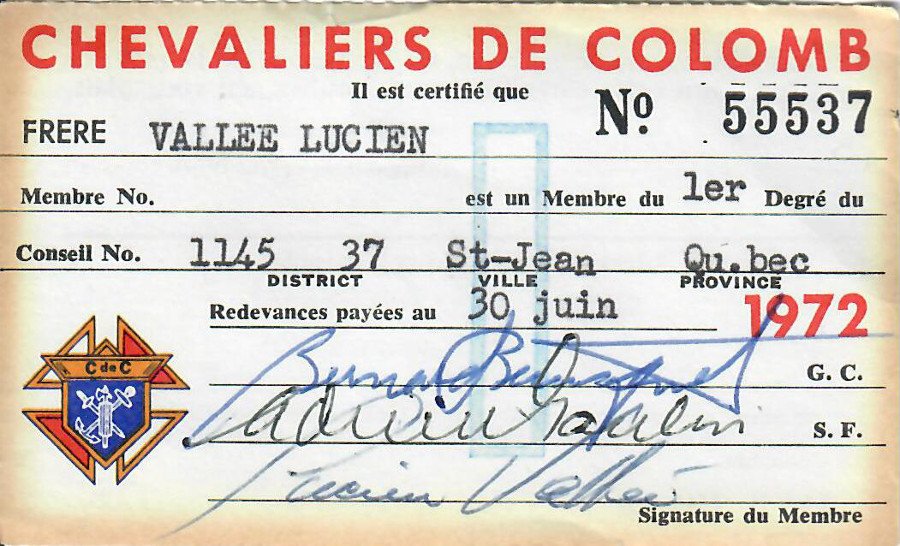 CHEVALIERS DE COLOMB
Il est certifié que
Nº. 55537
FRERE VALLEE LUCIEN
Membre No. est un Membre du 1er Degré du
Conseil No. 1145 37 St-Jean Qu.bec
DISTRICT VILLE PROVINCE
Redevances payées au 30 juin 1972
C de C
G. C.
S. F.
Lucien Vallée
Signature du Membre